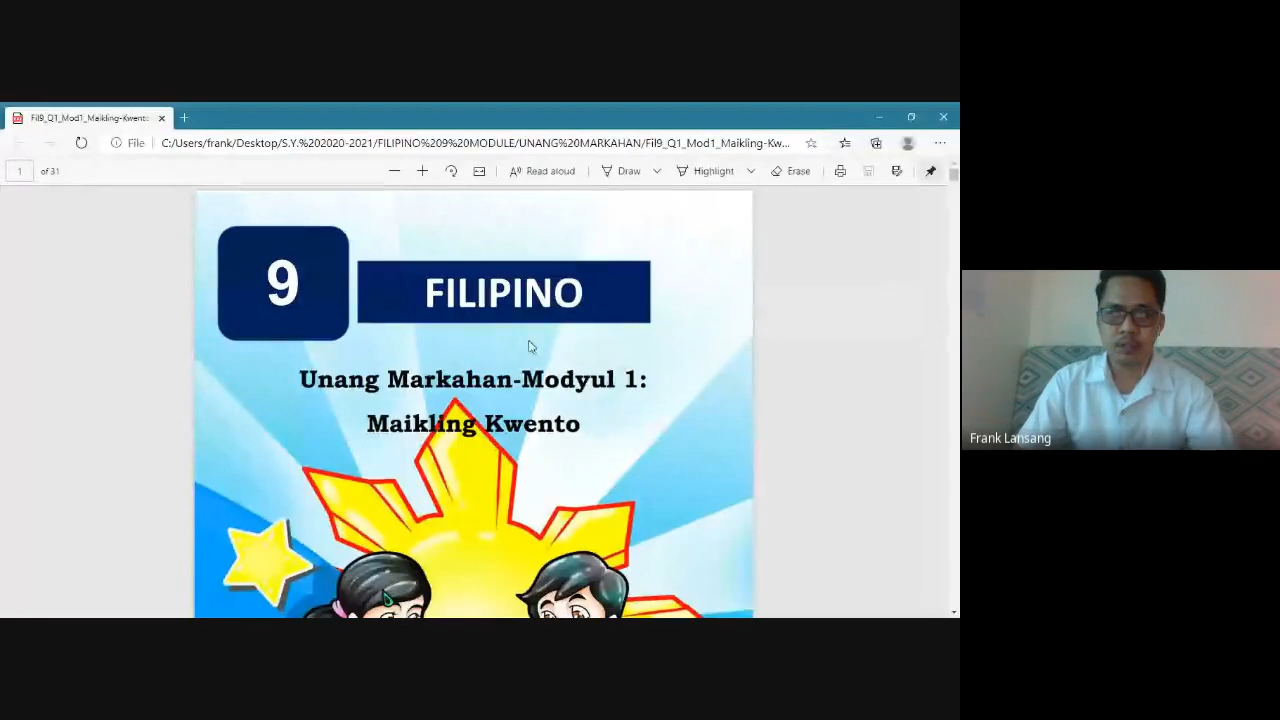 Fil9_Q1_Mod1_Maikling-Kwento
File C:/Users/frank/Desktop/S.Y.%202020-2021/FILIPINO%209%20MODULE/UNANG%20MARKAHAN/Fil9_Q1_Mod1_Maikling-Kw...
1 of 31 Read aloud Draw Highlight Erase
9
FILIPINO
Unang Markahan-Modyul 1:
Maikling Kwento
Frank Lansang